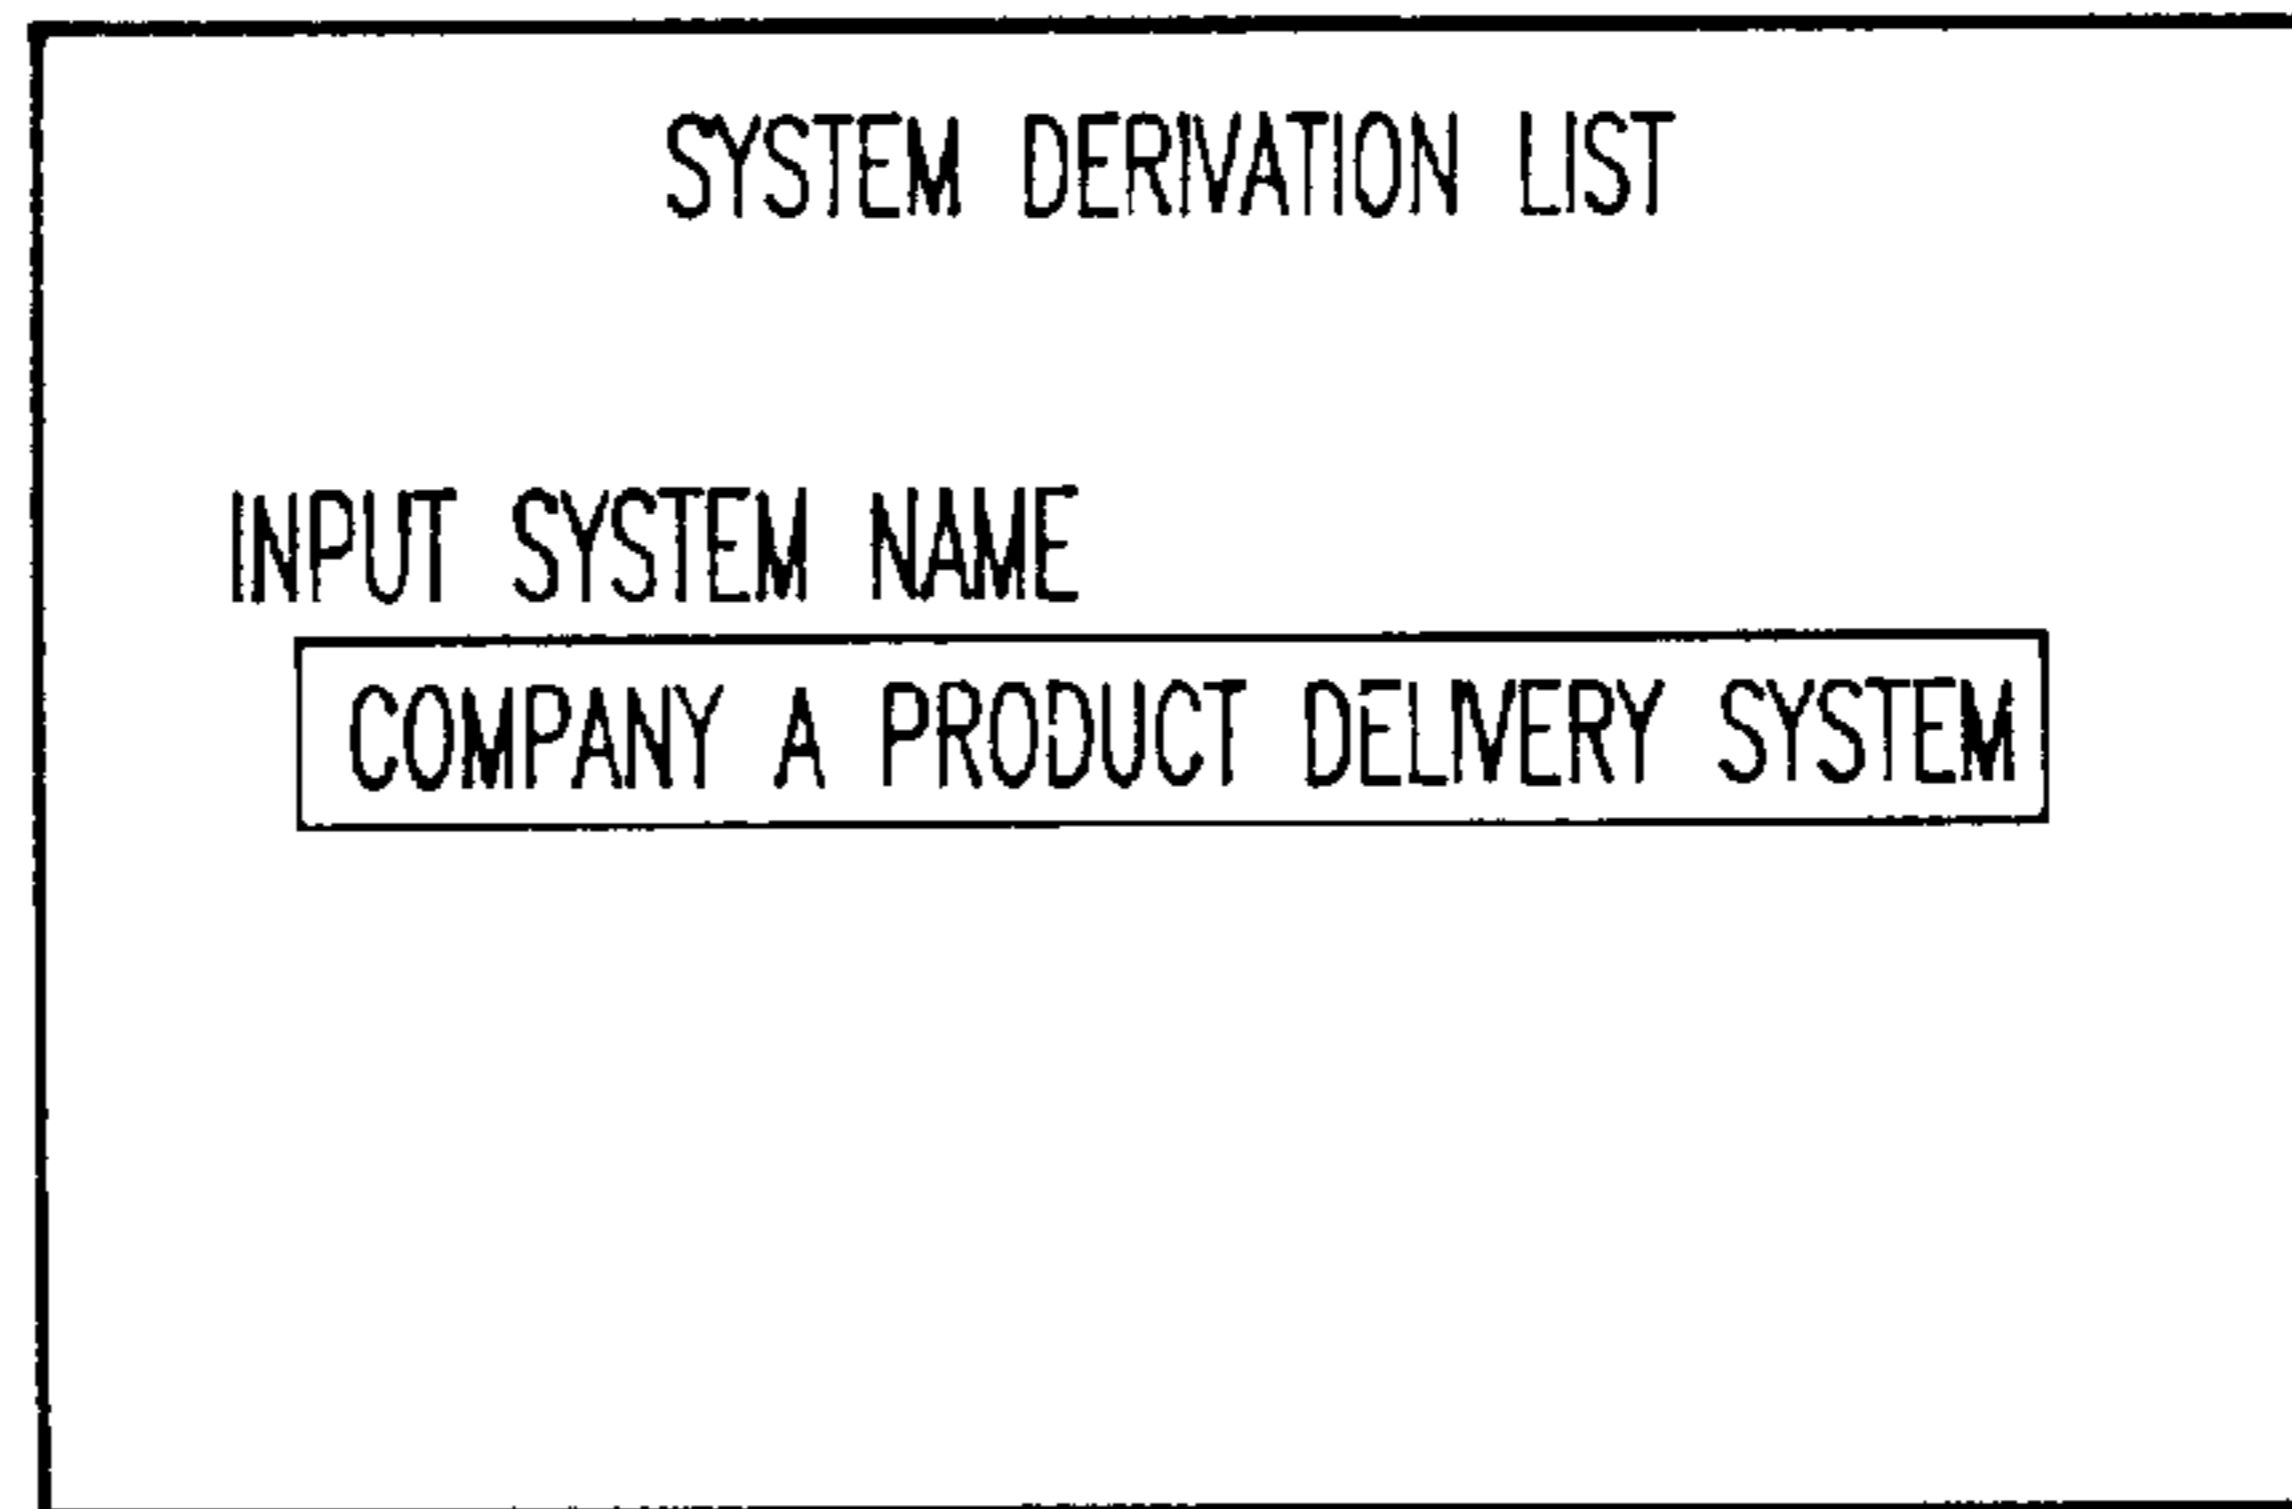 SYSTEM DERIVATION LIST
INPUT SYSTEM NAME
COMPANY A PRODUCT DELIVERY SYSTEM